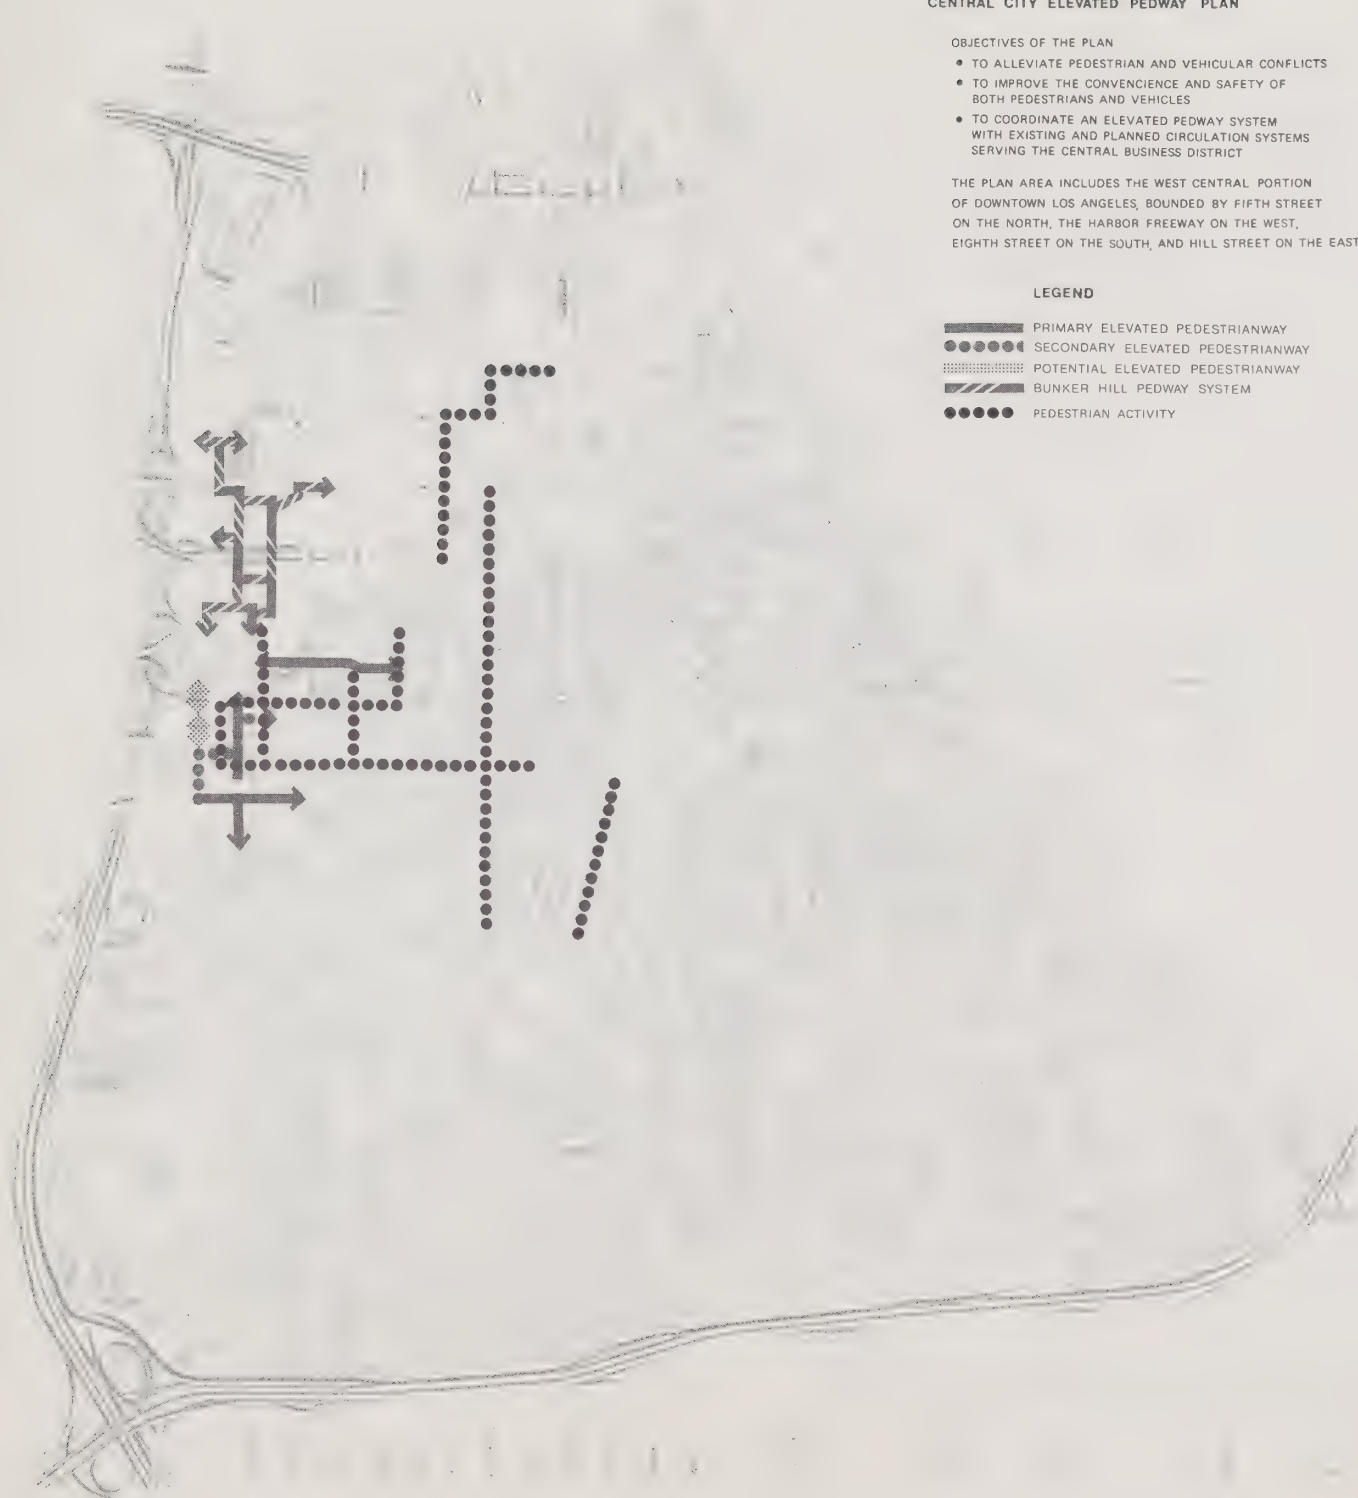 CENTRAL CITY ELEVATED PEDWAY PLAN
OBJECTIVES OF THE PLAN
• TO ALLEVIATE PEDESTRIAN AND VEHICULAR CONFLICTS
• TO IMPROVE THE CONVENCIENCE AND SAFETY OF
BOTH PEDESTRIANS AND VEHICLES
• TO COORDINATE AN ELEVATED PEDWAY SYSTEM
WITH EXISTING AND PLANNED CIRCULATION SYSTEMS
SERVING THE CENTRAL BUSINESS DISTRICT
THE PLAN AREA INCLUDES THE WEST CENTRAL PORTION
OF DOWNTOWN LOS ANGELES, BOUNDED BY FIFTH STREET
ON THE NORTH, THE HARBOR FREEWAY ON THE WEST,
EIGHTH STREET ON THE SOUTH, AND HILL STREET ON THE EAST
LEGEND
PRIMARY ELEVATED PEDESTRIANWAY
SECONDARY ELEVATED PEDESTRIANWAY
POTENTIAL ELEVATED PEDESTRIANWAY
BUNKER HILL PEDWAY SYSTEM
PEDESTRIAN ACTIVITY